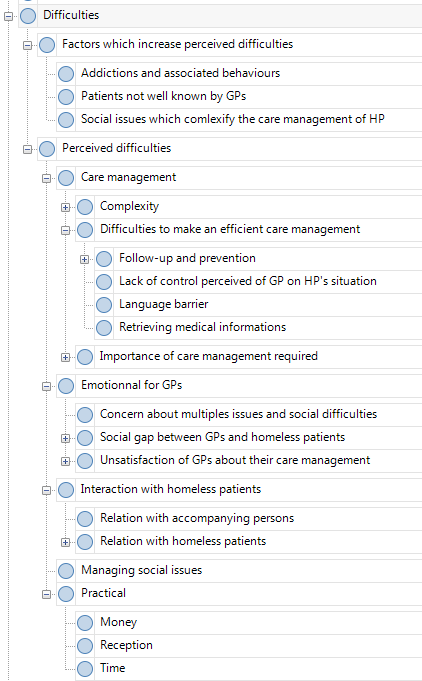 Difficulties
Factors which increase perceived difficulties
Addictions and associated behaviours
Patients not well known by GPs
Social issues which comlexify the care management of HP
Perceived difficulties
Care management
Complexity
Difficulties to make an efficient care management
Follow-up and prevention
Lack of control perceived of GP on HP's situation
Language barrier
Retrieving medical informations
Importance of care management required
Emotionnal for GPs
Concern about multiples issues and social difficulties
Social gap between GPs and homeless patients
Unsatisfaction of GPs about their care management
Interaction with homeless patients
Relation with accompanying persons
Relation with homeless patients
Managing social issues
Practical
Money
Reception
Time